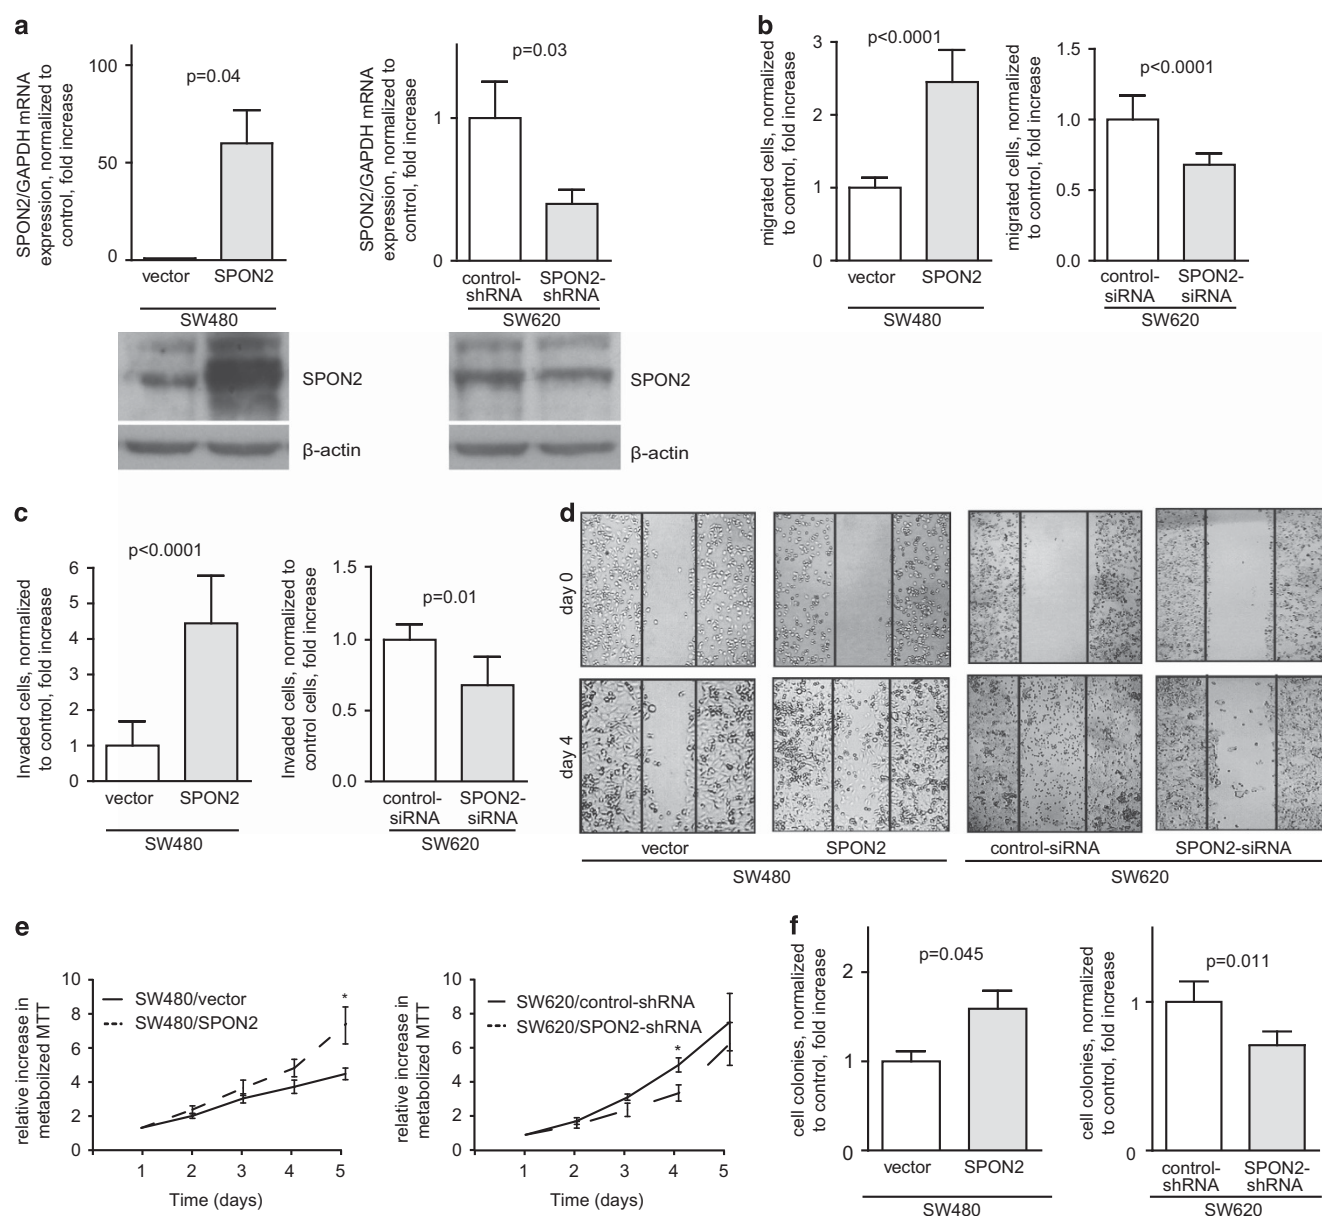 a
SPON2/GAPDH mRNA
expression, normalized to
control, fold increase
100
50
0
p=0.04
vector
SPON2
SW480
SPON2/GAPDH mRNA
expression, normalized to
control, fold increase
1
0
p=0.03
control-
shRNA
SPON2-
shRNA
SW620
SPON2
β-actin
SPON2
β-actin
b
migrated cells, normalized
to control, fold increase
3
2
1
0
p<0.0001
vector
SPON2
SW480
migrated cells, normalized
to control, fold increase
1.5
1.0
0.5
0.0
p<0.0001
control-
siRNA
SPON2-
siRNA
SW620
c
Invaded cells, normalized
to control, fold increase
6
5
4
3
2
1
0
p<0.0001
vector
SPON2
SW480
Invaded cells, normalized to
control cells, fold increase
1.5
1.0
0.5
0.0
p=0.01
control-
siRNA
SPON2-
siRNA
SW620
d
day 0
day 4
vector
SPON2
control-siRNA
SPON2-siRNA
SW480
SW620
e
relative increase in
metabolized MTT
10
8
6
4
2
0
SW480/vector
SW480/SPON2
*
1 2 3 4 5
Time (days)
relative increase in
metabolized MTT
10
8
6
4
2
0
SW620/control-shRNA
SW620/SPON2-shRNA
*
1 2 3 4 5
Time (days)
f
cell colonies, normalized
to control, fold increase
2
1
0
p=0.045
vector
SPON2
SW480
cell colonies, normalized
to control, fold increase
1
0
p=0.011
control-
shRNA
SPON2-
shRNA
SW620